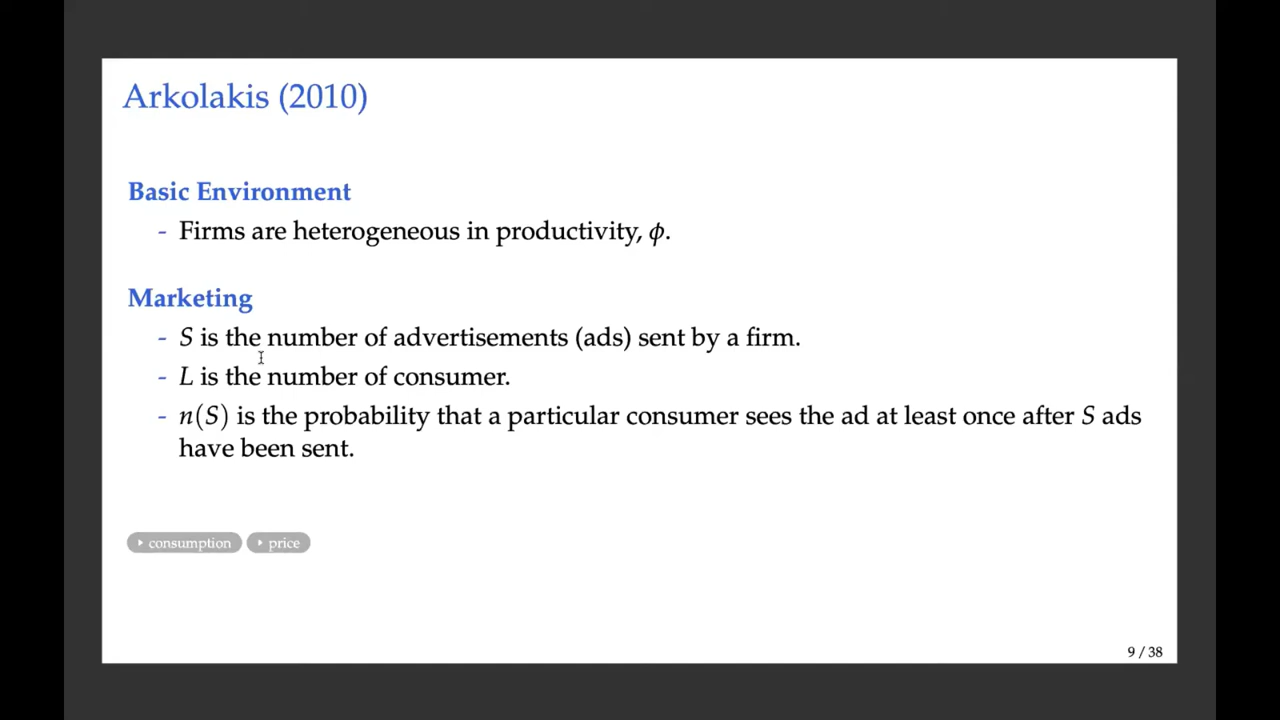 Arkolakis (2010)
Basic Environment
- Firms are heterogeneous in productivity, ϕ.
Marketing
- S is the number of advertisements (ads) sent by a firm.
- L is the number of consumer.
- n(S) is the probability that a particular consumer sees the ad at least once after S ads
have been sent.
consumption price
9 / 38